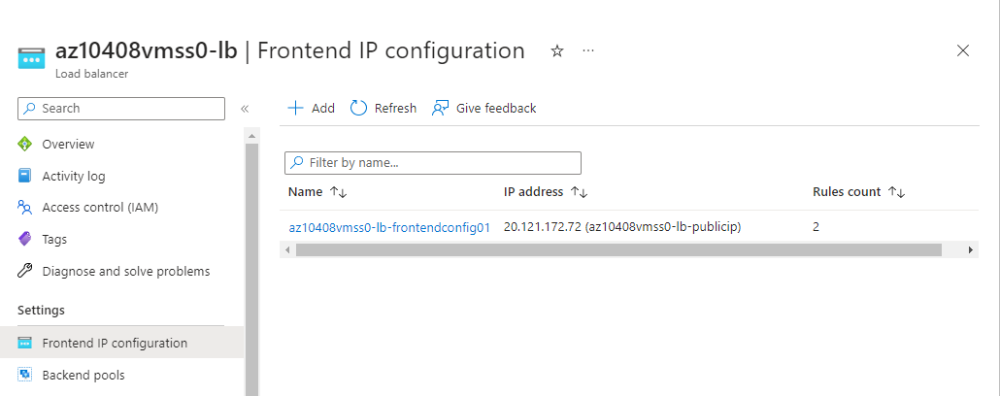 az10408vmss0-lb | Frontend IP configuration
Load balancer
Search
Add Refresh Give feedback
Overview
Activity log
Access control (IAM)
Tags
Diagnose and solve problems
Settings
Frontend IP configuration
Backend pools
Filter by name...
Name IP address Rules count
az10408vmss0-lb-frontendconfig01 20.121.172.72 (az10408vmss0-lb-publicip) 2